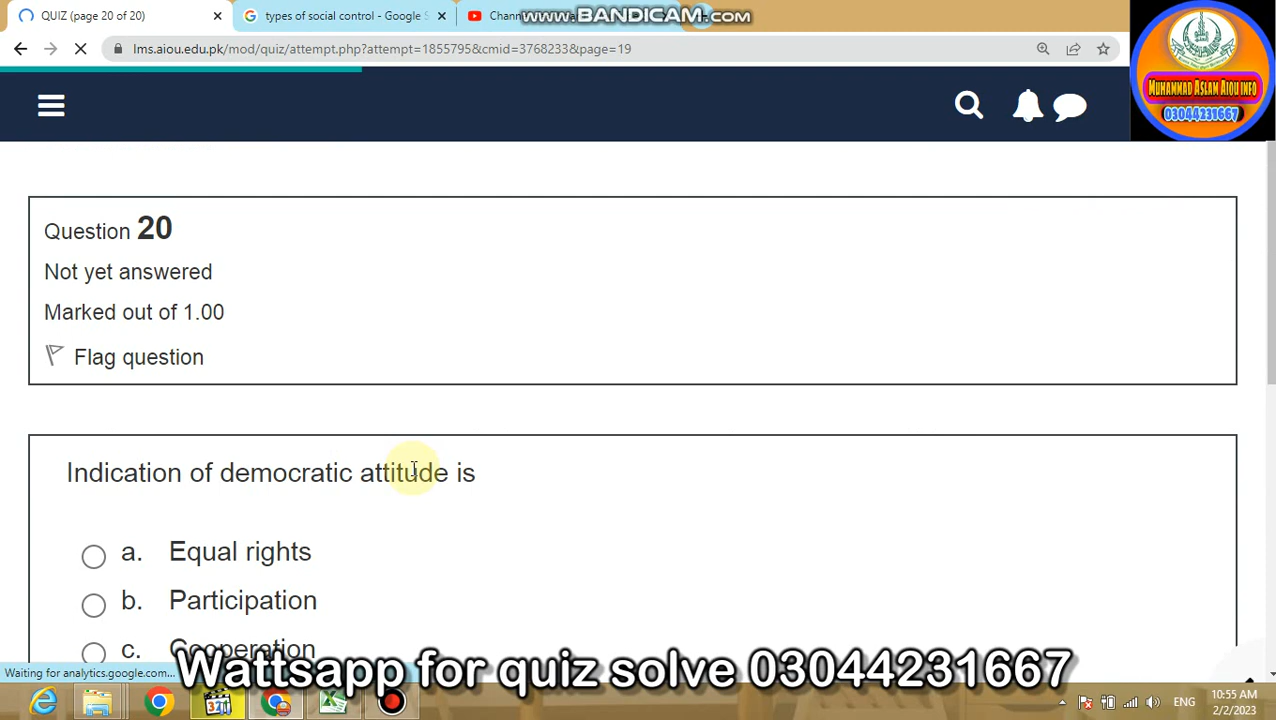 QUIZ (page 20 of 20)
types of social control - Google S
Chann
www.BANDICAM.com
lms.aiou.edu.pk/mod/quiz/attempt.php?attempt=1855795&cmid=3768233&page=19
MUHAMMAD ASLAM AIOU INFO
03044231667
Question 20
Not yet answered
Marked out of 1.00
Flag question
Indication of democratic attitude is
a. Equal rights
b. Participation
c. Cooperation
Waiting for analytics.google.com...
Wattsapp for quiz solve 03044231667
321
ENG
10:55 AM
2/2/2023